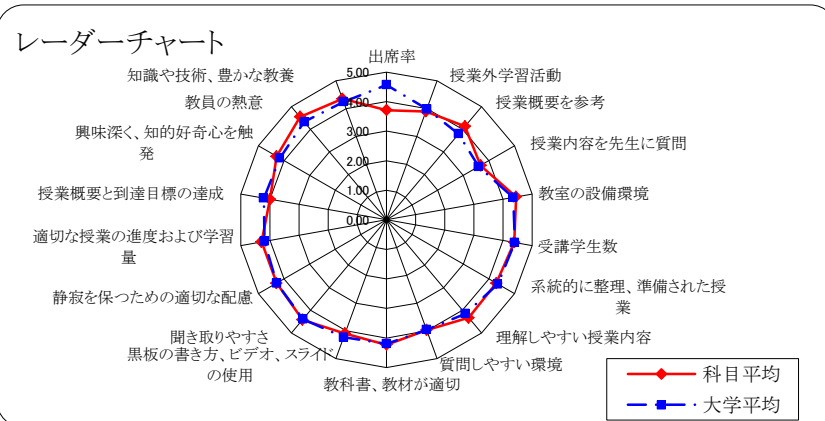 レーダーチャート
出席率
授業外学習活動
授業概要を参考
授業内容を先生に質問
教室の設備環境
受講学生数
系統的に整理、準備された授
業
理解しやすい授業内容
質問しやすい環境
教科書、教材が適切
黒板の書き方、ビデオ、スライド
の使用
聞き取りやすさ
静寂を保つための適切な配慮
適切な授業の進度および学習
量
授業概要と到達目標の達成
興味深く、知的好奇心を触
発
教員の熱意
知識や技術、豊かな教養
5.00
4.00
3.00
2.00
1.00
0.00
科目平均
大学平均